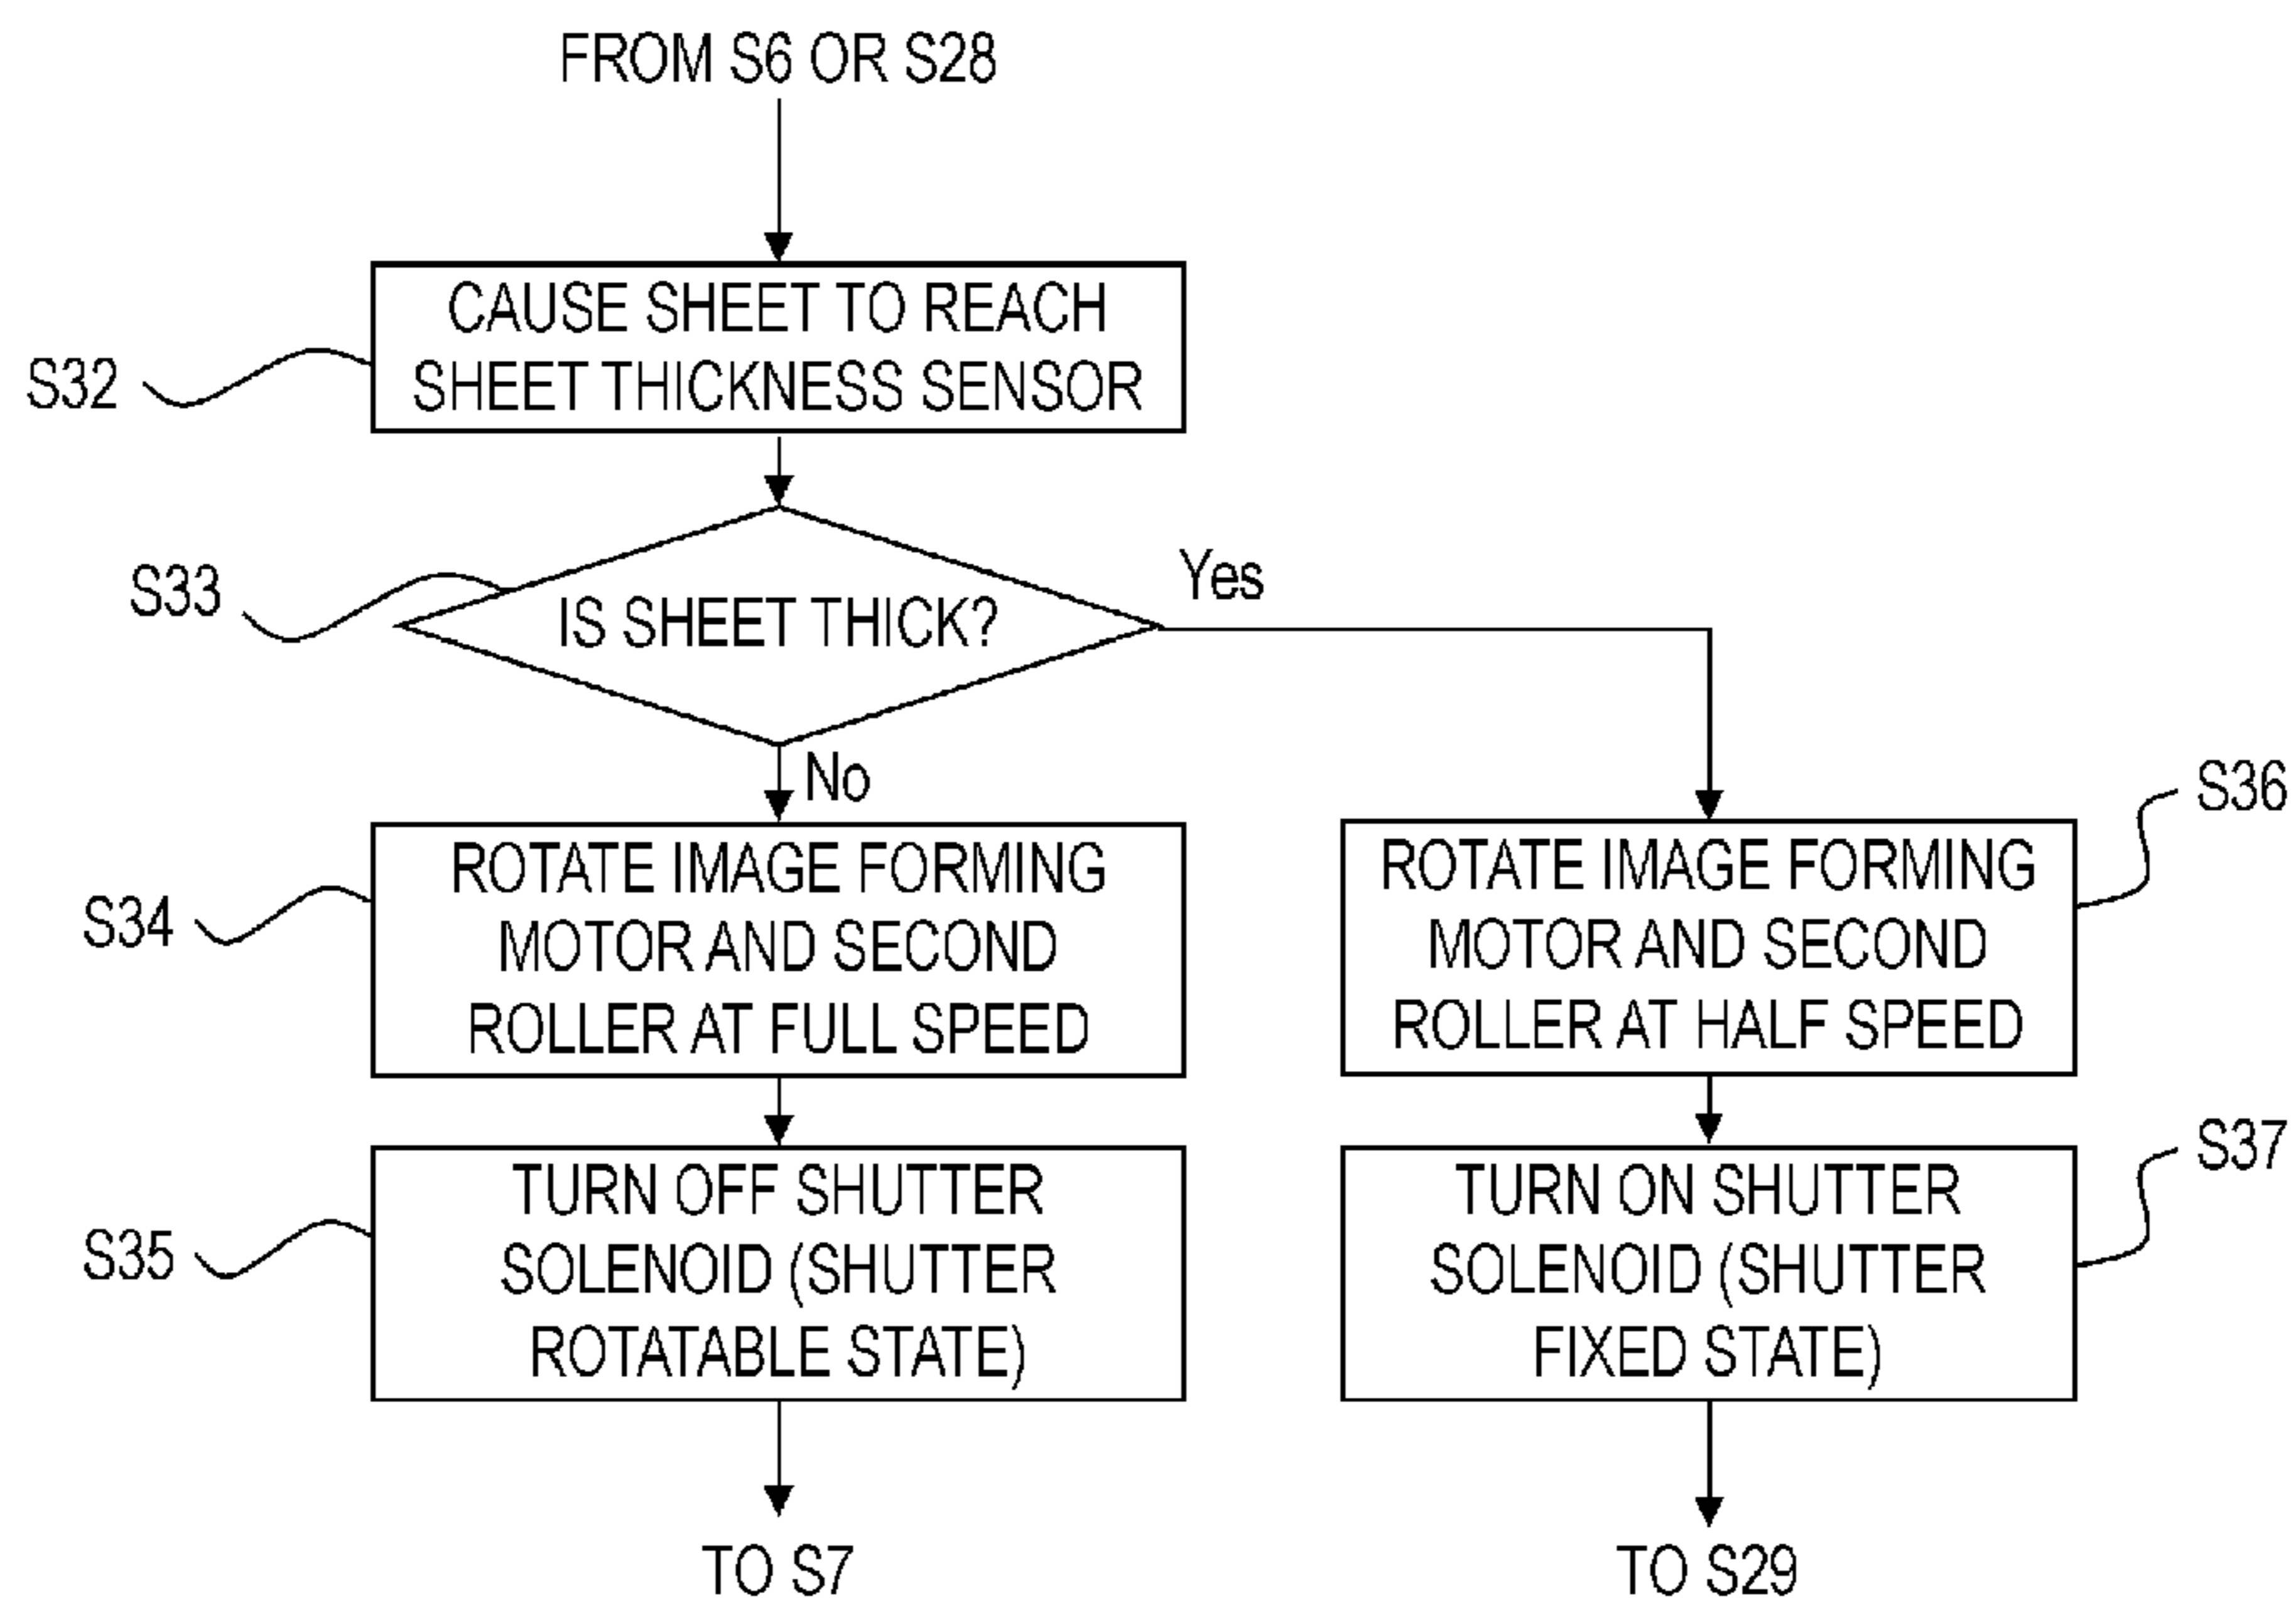 FROM S6 OR S28
S32
CAUSE SHEET TO REACH
SHEET THICKNESS SENSOR
S33
IS SHEET THICK?
Yes
No
S34
ROTATE IMAGE FORMING
MOTOR AND SECOND
ROLLER AT FULL SPEED
S36
ROTATE IMAGE FORMING
MOTOR AND SECOND
ROLLER AT HALF SPEED
S35
TURN OFF SHUTTER
SOLENOID (SHUTTER
ROTATABLE STATE)
S37
TURN ON SHUTTER
SOLENOID (SHUTTER
FIXED STATE)
TO S7
TO S29